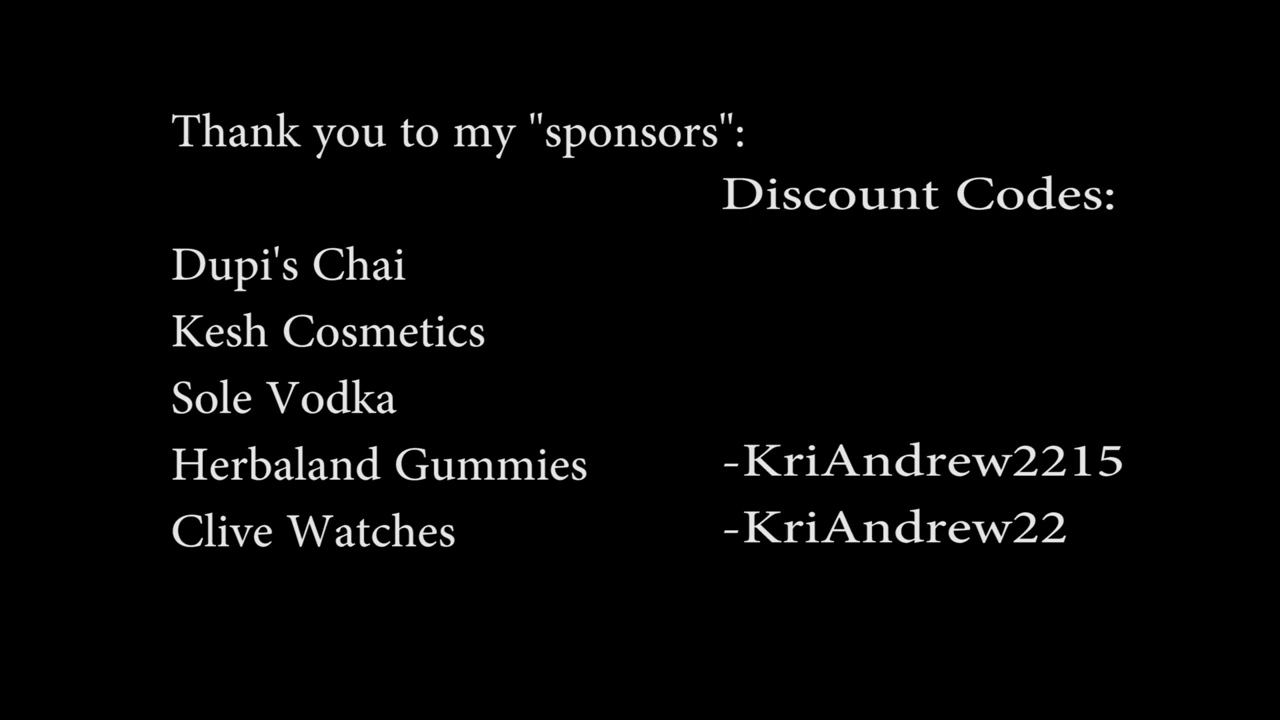 Thank you to my "sponsors":
Discount Codes:
Dupi's Chai
Kesh Cosmetics
Sole Vodka
Herbaland Gummies -KriAndrew2215
Clive Watches -KriAndrew22